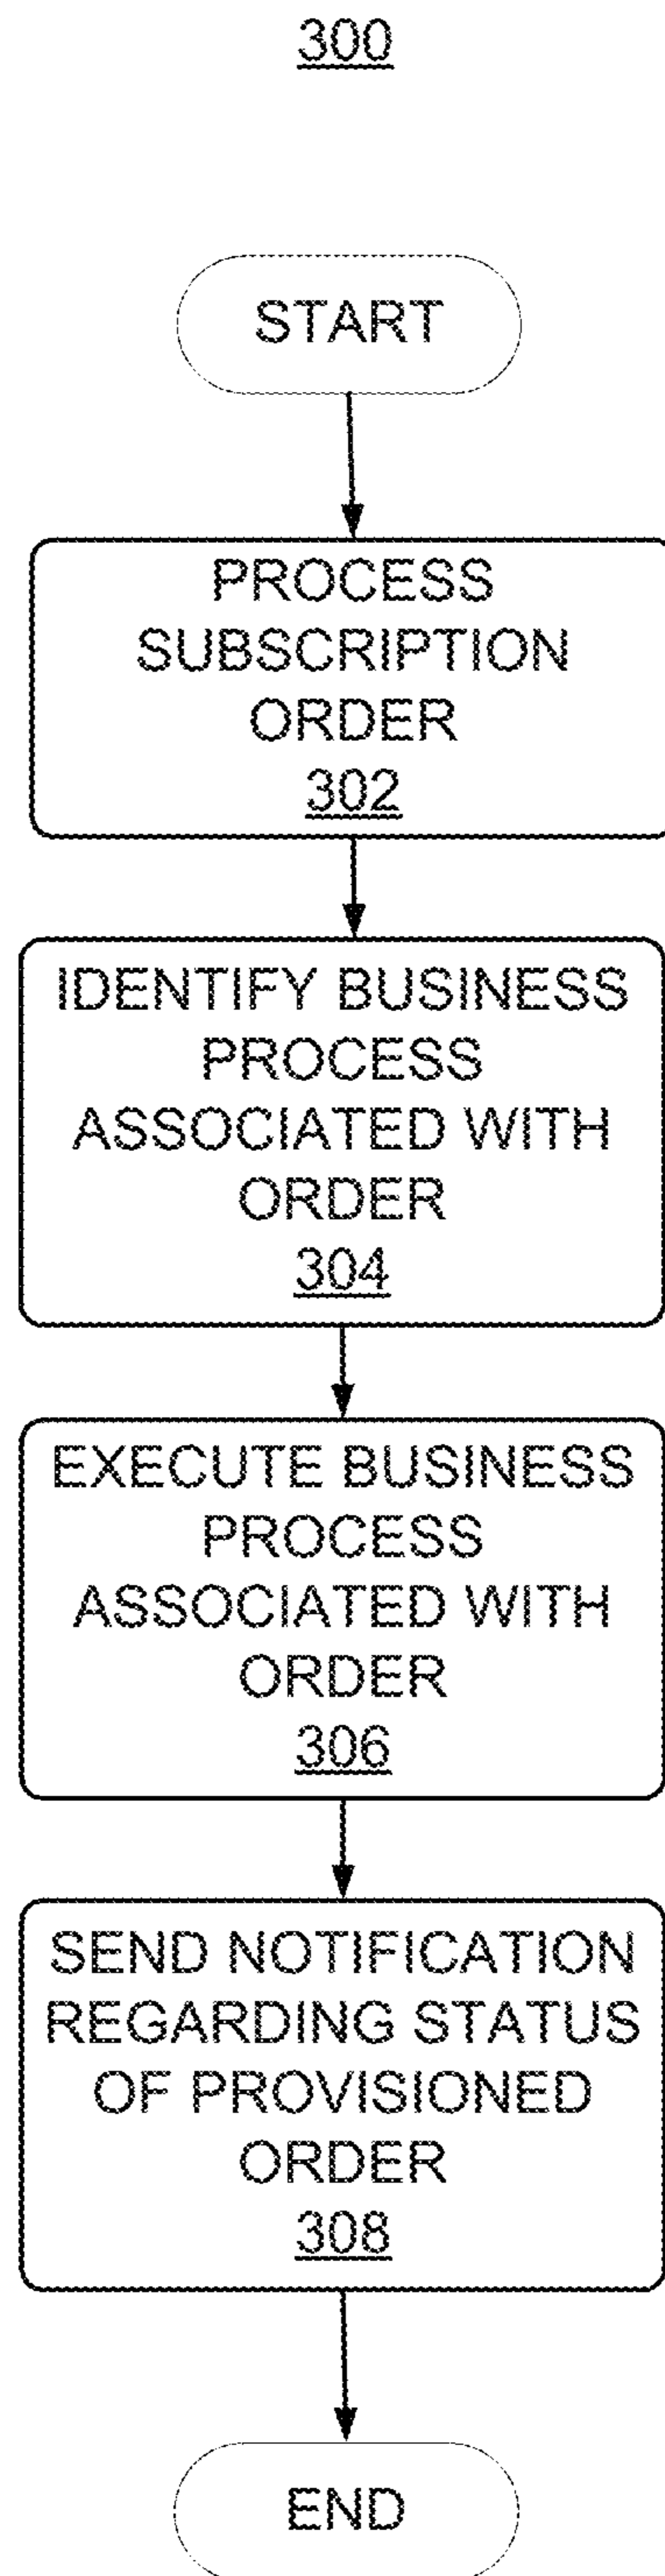 300
START
PROCESS
SUBSCRIPTION
ORDER
302
IDENTIFY BUSINESS
PROCESS
ASSOCIATED WITH
ORDER
304
EXECUTE BUSINESS
PROCESS
ASSOCIATED WITH
ORDER
306
SEND NOTIFICATION
REGARDING STATUS
OF PROVISIONED
ORDER
308
END